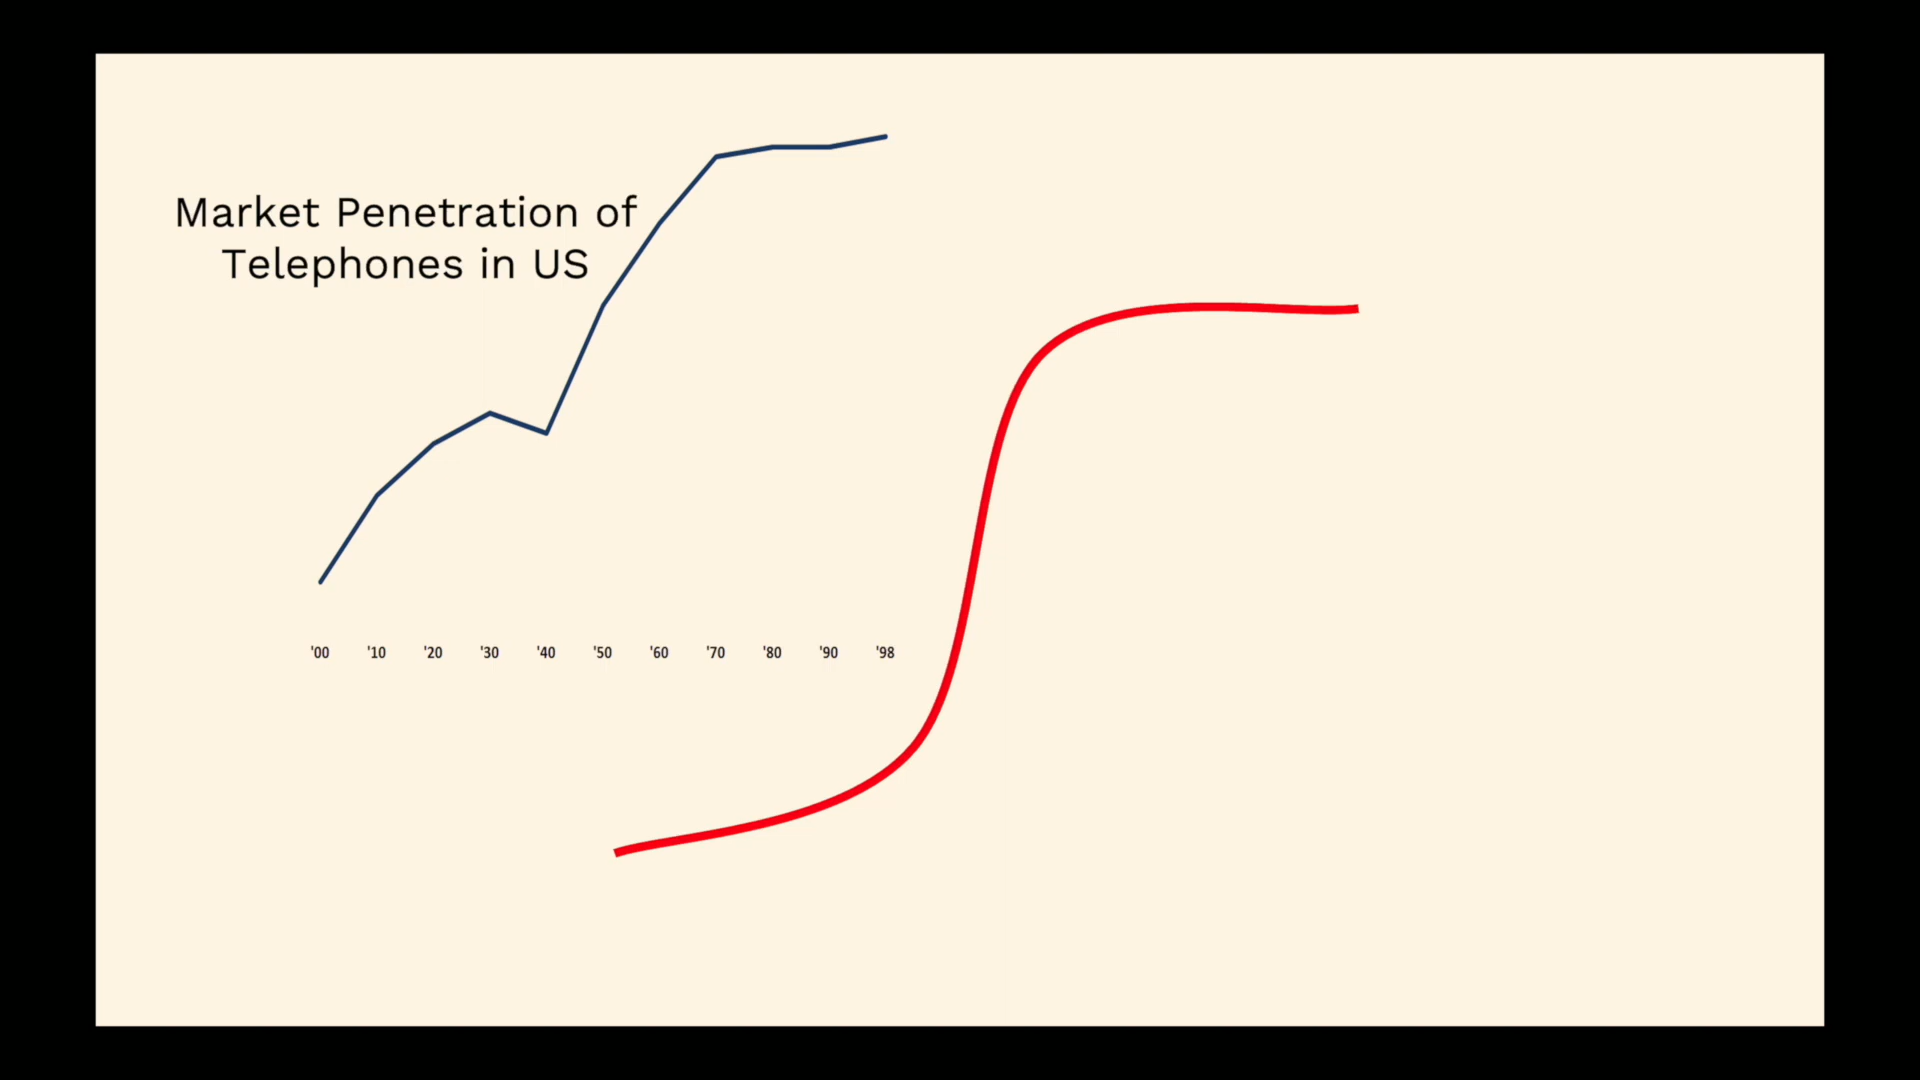 Market Penetration of
Telephones in US
'00 '10 '20 '30 '40 '50 '60 '70 '80 '90 '98